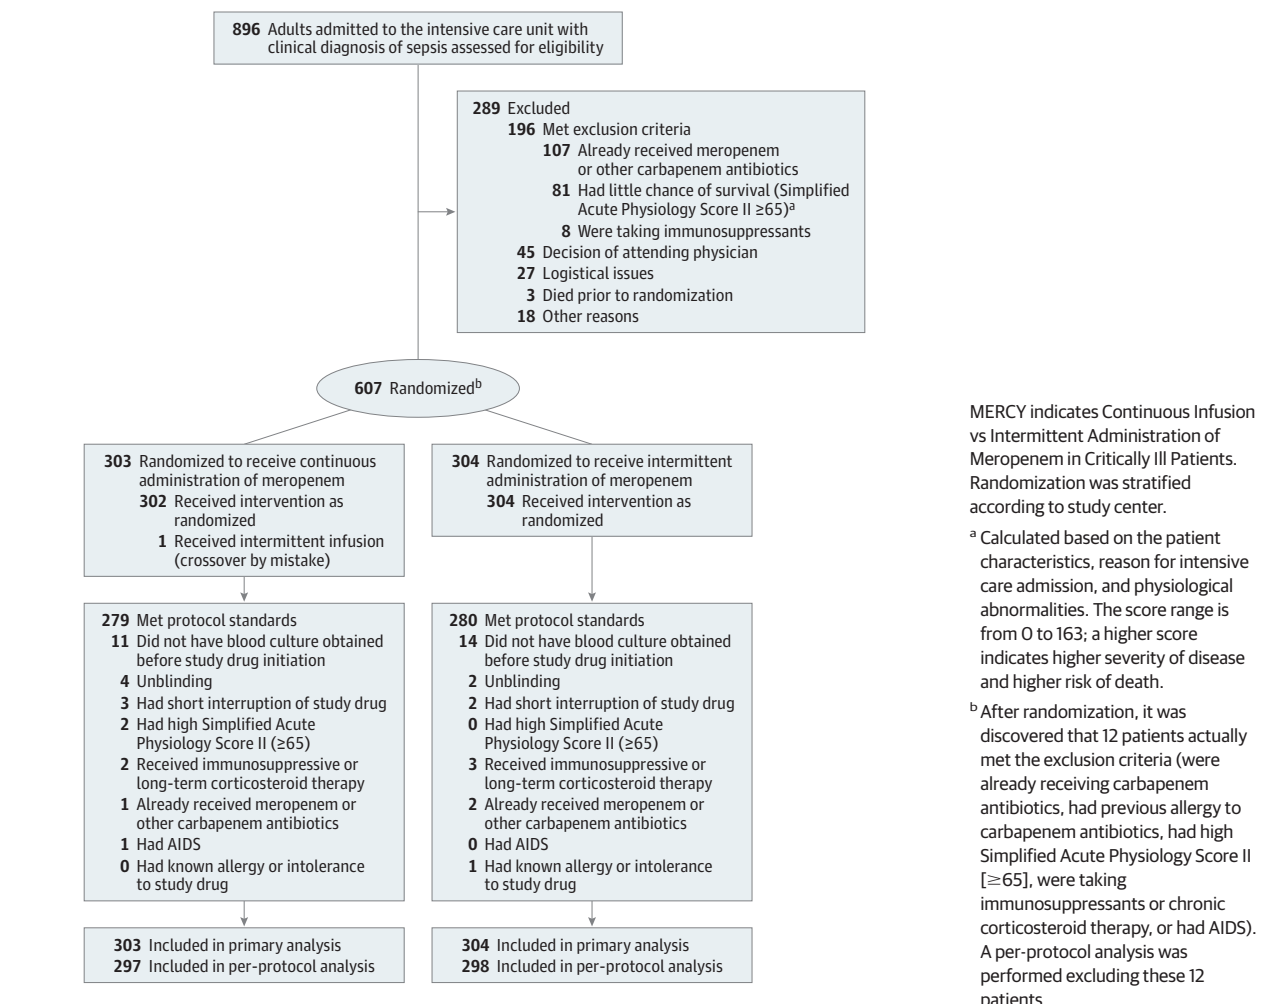 896 Adults admitted to the intensive care unit with
clinical diagnosis of sepsis assessed for eligibility
289 Excluded
196 Met exclusion criteria
107 Already received meropenem
or other carbapenem antibiotics
81 Had little chance of survival (Simplified
Acute Physiology Score II ≥65)a
8 Were taking immunosuppressants
45 Decision of attending physician
27 Logistical issues
3 Died prior to randomization
18 Other reasons
607 Randomizedb
303 Randomized to receive continuous
administration of meropenem
302 Received intervention as
randomized
1 Received intermittent infusion
(crossover by mistake)
304 Randomized to receive intermittent
administration of meropenem
304 Received intervention as
randomized
279 Met protocol standards
11 Did not have blood culture obtained
before study drug initiation
4 Unblinding
3 Had short interruption of study drug
2 Had high Simplified Acute
Physiology Score II (≥65)
2 Received immunosuppressive or
long-term corticosteroid therapy
1 Already received meropenem or
other carbapenem antibiotics
1 Had AIDS
0 Had known allergy or intolerance
to study drug
280 Met protocol standards
14 Did not have blood culture obtained
before study drug initiation
2 Unblinding
2 Had short interruption of study drug
0 Had high Simplified Acute
Physiology Score II (≥65)
3 Received immunosuppressive or
long-term corticosteroid therapy
2 Already received meropenem or
other carbapenem antibiotics
0 Had AIDS
1 Had known allergy or intolerance
to study drug
303 Included in primary analysis
297 Included in per-protocol analysis
304 Included in primary analysis
298 Included in per-protocol analysis
MERCY indicates Continuous Infusion
vs Intermittent Administration of
Meropenem in Critically Ill Patients.
Randomization was stratified
according to study center.
a Calculated based on the patient
characteristics, reason for intensive
care admission, and physiological
abnormalities. The score range is
from 0 to 163; a higher score
indicates higher severity of disease
and higher risk of death.
b After randomization, it was
discovered that 12 patients actually
met the exclusion criteria (were
already receiving carbapenem
antibiotics, had previous allergy to
carbapenem antibiotics, had high
Simplified Acute Physiology Score II
[≥65], were taking
immunosuppressants or chronic
corticosteroid therapy, or had AIDS).
A per-protocol analysis was
performed excluding these 12
patients